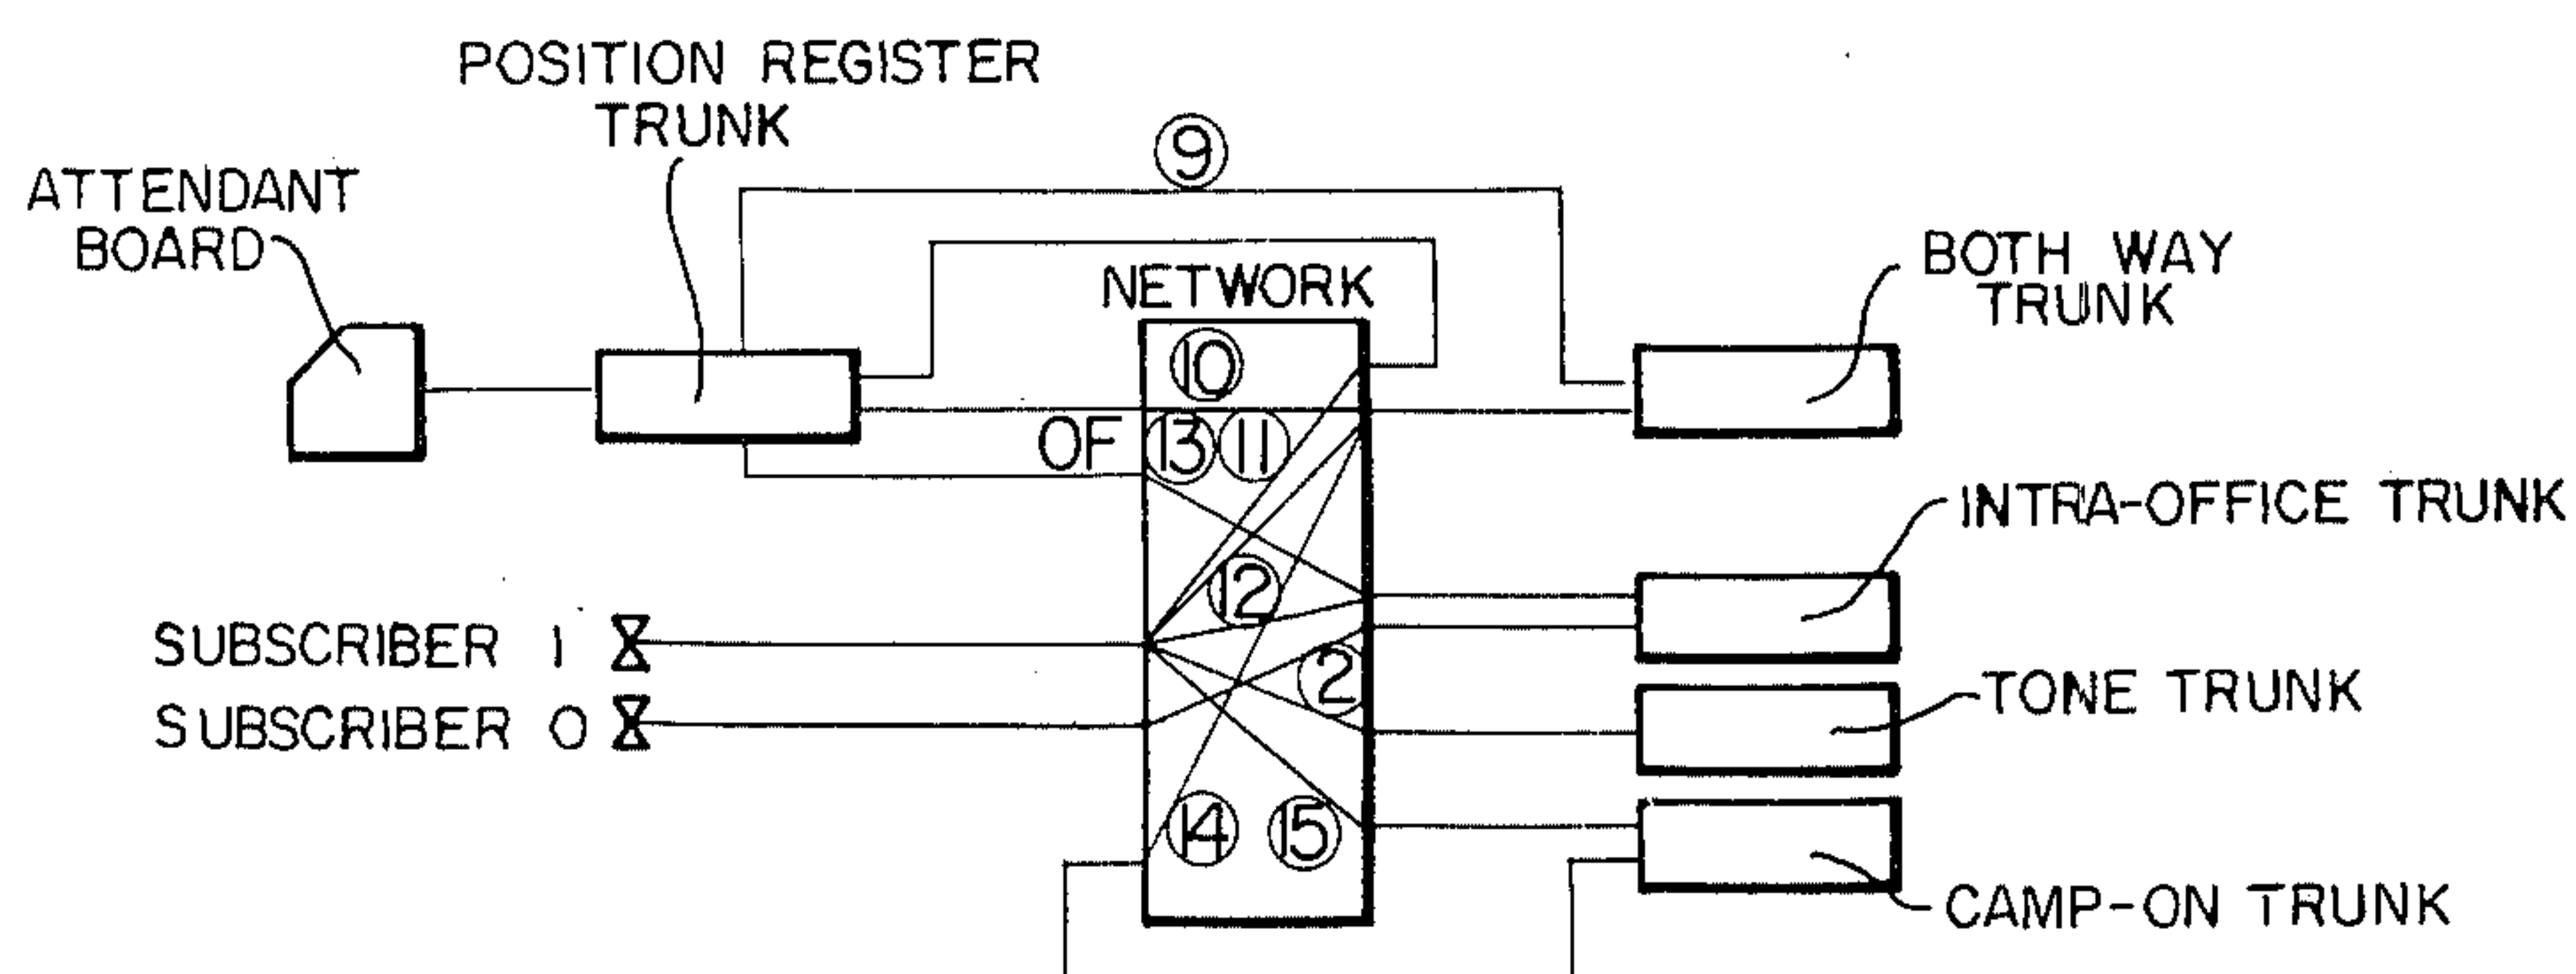 POSITION REGISTER
TRUNK
9
ATTENDANT
BOARD
NETWORK
BOTH WAY
TRUNK
10
OF
13
11
INTRA-OFFICE TRUNK
12
SUBSCRIBER 1
2
TONE TRUNK
SUBSCRIBER 0
14
15
CAMP-ON TRUNK